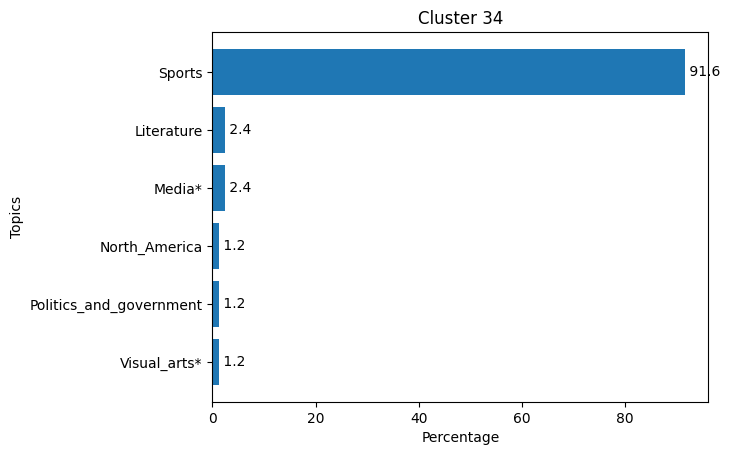 Cluster 34
Topics
Sports 91.6
Literature 2.4
Media* 2.4
North_America 1.2
Politics_and_government 1.2
Visual_arts* 1.2
0 20 40 60 80
Percentage